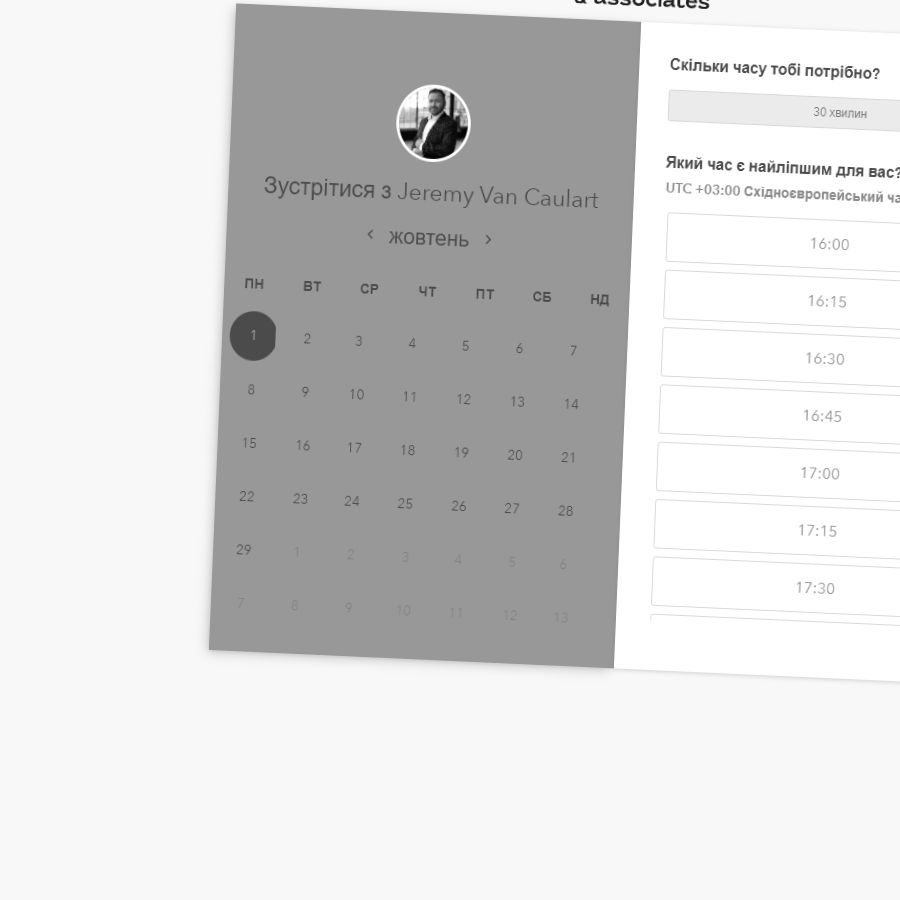 & associates
Зустрітися з Jeremy Van Caulart
жовтень
ПН ВТ СР ЧТ ПТ СБ НД
1 2 3 4 5 6 7
8 9 10 11 12 13 14
15 16 17 18 19 20 21
22 23 24 25 26 27 28
29 1 2 3 4 5 6
7 8 9 10 11 12 13
Скільки часу тобі потрібно?
30 хвилин
Який час є найліпшим для вас?
UTC +03:00 Східноєвропейський
16:00
16:15
16:30
16:45
17:00
17:15
17:30